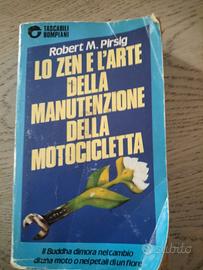 TASCABILI
BOMPIANI
Robert M. Pirsig
LO ZEN E L'ARTE
DELLA
MANUTENZIONE
DELLA
MOTOCICLETTA
Il Buddha dimora nel cambio
di una moto o nei petali di un fiore
subito